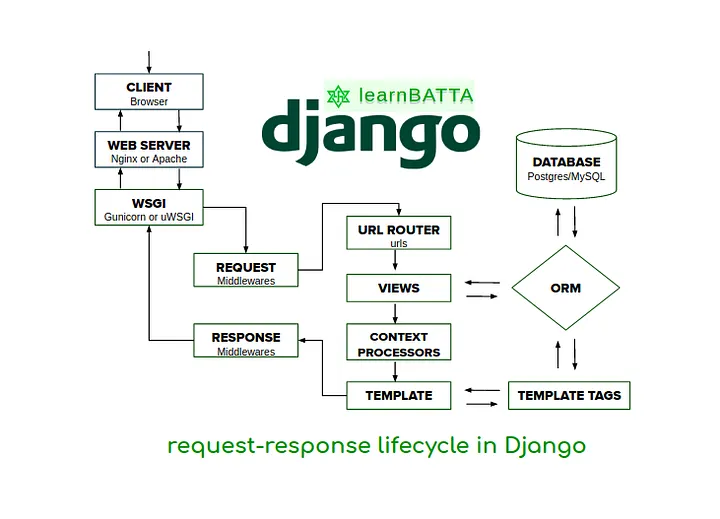 learnBATTA
django
CLIENT
Browser
WEB SERVER
Nginx or Apache
WSGI
Gunicorn or uWSGI
REQUEST
Middlewares
RESPONSE
Middlewares
URL ROUTER
urls
VIEWS
CONTEXT
PROCESSORS
TEMPLATE
DATABASE
Postgres/MySQL
ORM
TEMPLATE TAGS
request-response lifecycle in Django